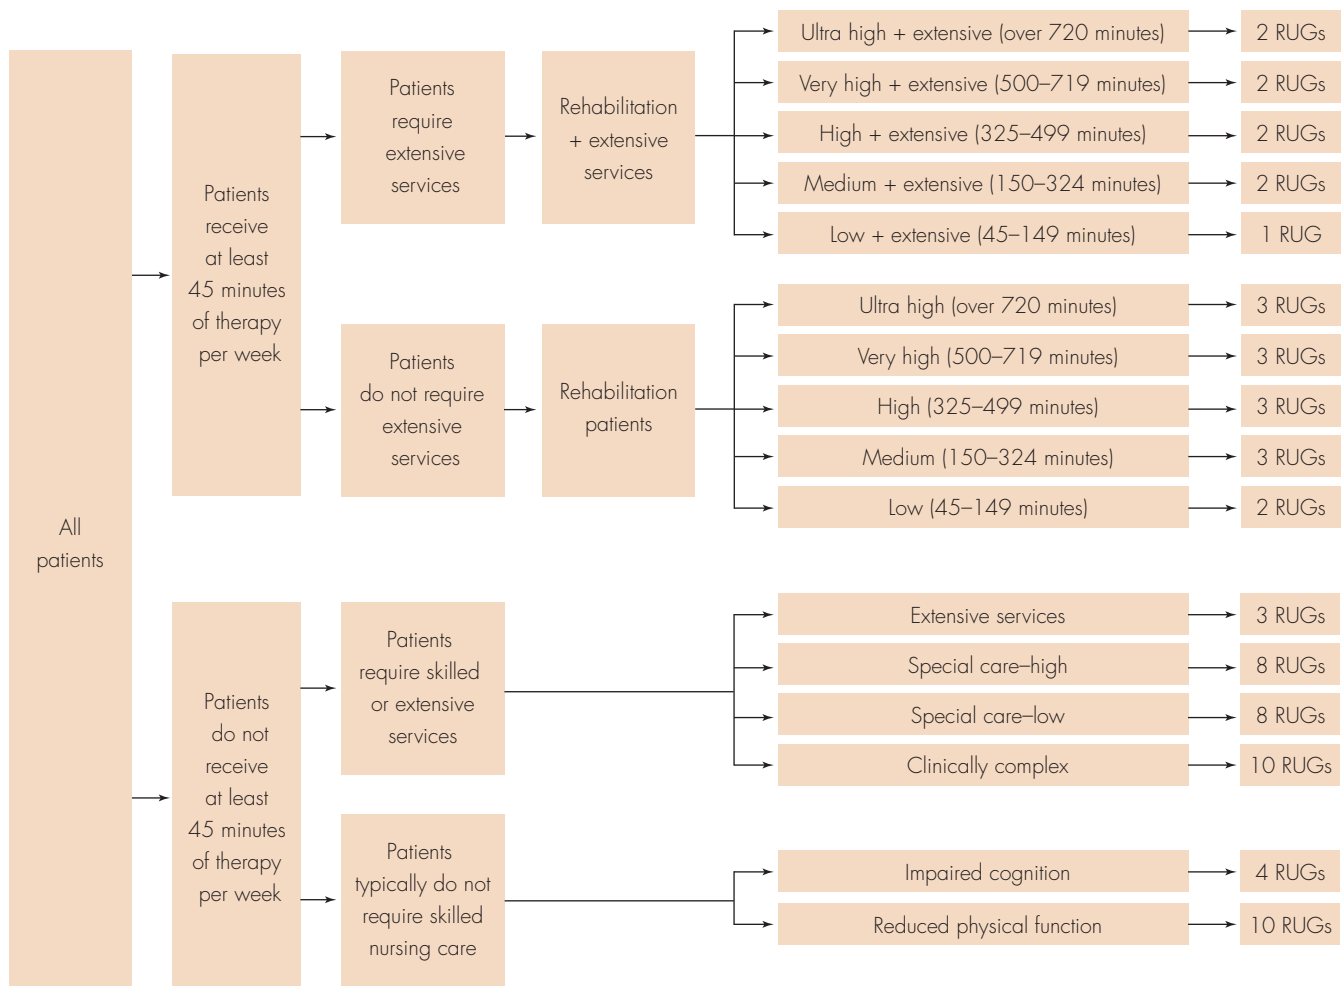 All
patients
Patients
receive
at least
45 minutes
of therapy
per week
Patients
require
extensive
services
Rehabilitation
+ extensive
services
Ultra high + extensive (over 720 minutes)
2 RUGs
Very high + extensive (500–719 minutes)
2 RUGs
High + extensive (325–499 minutes)
2 RUGs
Medium + extensive (150–324 minutes)
2 RUGs
Low + extensive (45–149 minutes)
1 RUG
Patients
do not require
extensive
services
Rehabilitation
patients
Ultra high (over 720 minutes)
3 RUGs
Very high (500–719 minutes)
3 RUGs
High (325–499 minutes)
3 RUGs
Medium (150–324 minutes)
3 RUGs
Low (45–149 minutes)
2 RUGs
Patients
do not
receive
at least
45 minutes
of therapy
per week
Patients
require skilled
or extensive
services
Extensive services
3 RUGs
Special care–high
8 RUGs
Special care–low
8 RUGs
Clinically complex
10 RUGs
Patients
typically do not
require skilled
nursing care
Impaired cognition
4 RUGs
Reduced physical function
10 RUGs